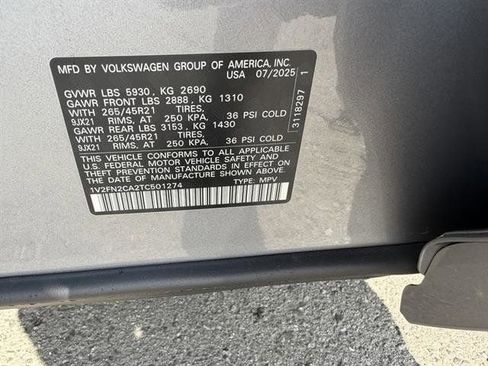 MFD BY VOLKSWAGEN GROUP OF AMERICA, INC.
USA 07/2025
GVWR LBS 5930, KG 2690
GAWR FRONT LBS 2888, KG 1310
WITH 265/45R21 TIRES,
9JX21 RIMS, AT 250 KPA, 36 PSI COLD
GAWR REAR LBS 3153, KG 1430
WITH 265/45R21 TIRES,
9JX21 RIMS, AT 250 KPA, 36 PSI COLD
THIS VEHICLE CONFORMS TO ALL APPLICABLE
U.S. FEDERAL MOTOR VEHICLE SAFETY AND
THEFT PREVENTION STANDARDS IN EFFECT ON
THE DATE OF MANUFACTURE SHOWN ABOVE.
1V2FN2CA2TC501274 TYPE: MPV
3118297 1